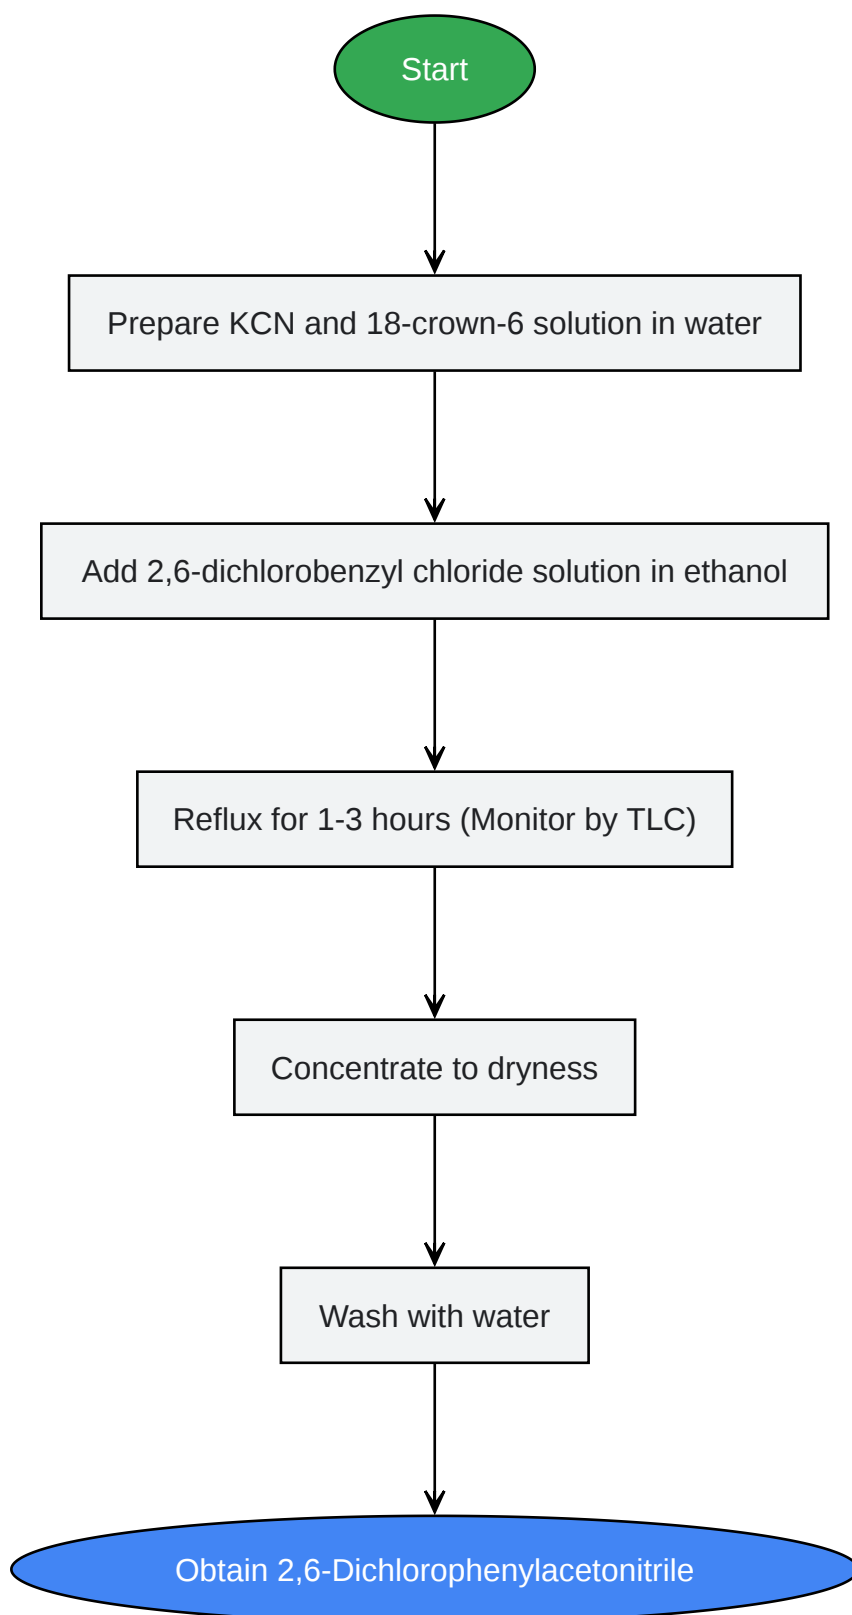 Start
Prepare KCN and 18-crown-6 solution in water
Add 2,6-dichlorobenzyl chloride solution in ethanol
Reflux for 1-3 hours (Monitor by TLC)
Concentrate to dryness
Wash with water
Obtain 2,6-Dichlorophenylacetonitrile